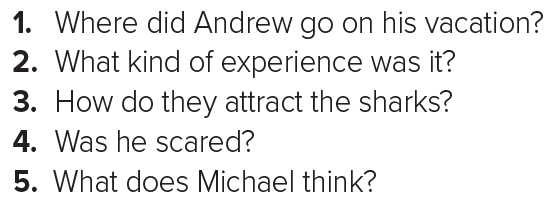 1. Where did Andrew go on his vacation?
2. What kind of experience was it?
3. How do they attract the sharks?
4. Was he scared?
5. What does Michael think?